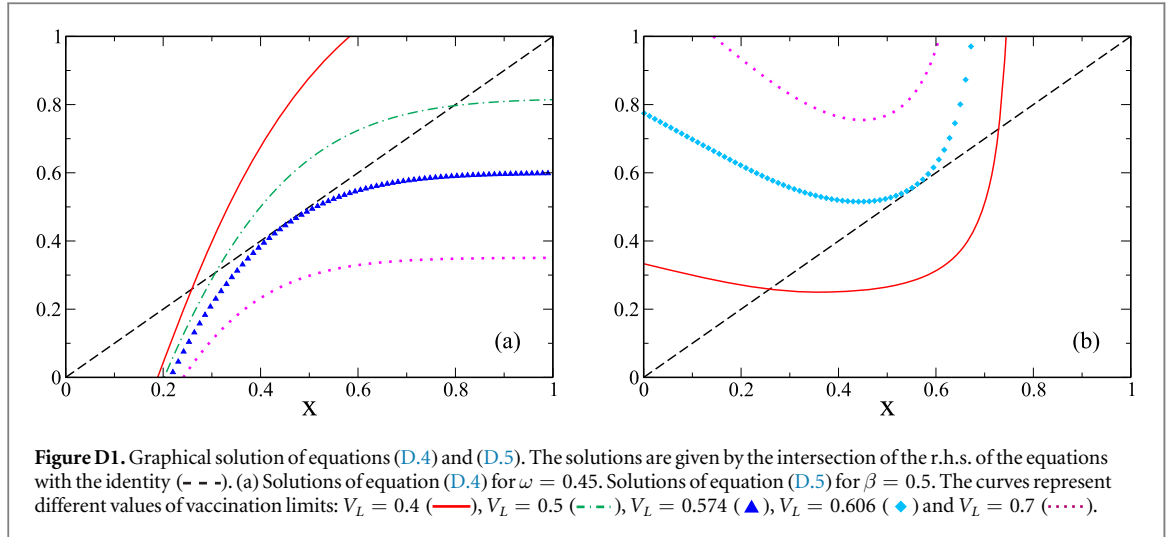 1
0.8
0.6
0.4
0.2
0
0 0.2 0.4 0.6 0.8 1
X
(a)
1
0.8
0.6
0.4
0.2
0
0 0.2 0.4 0.6 0.8 1
X
(b)
Figure D1. Graphical solution of equations (D.4) and (D.5). The solutions are given by the intersection of the r.h.s. of the equations
with the identity (- - -). (a) Solutions of equation (D.4) for ω = 0.45. Solutions of equation (D.5) for β = 0.5. The curves represent
different values of vaccination limits: V_L = 0.4 (——), V_L = 0.5 (-·-·-), V_L = 0.574 (▲), V_L = 0.606 (◆) and V_L = 0.7 (·····).